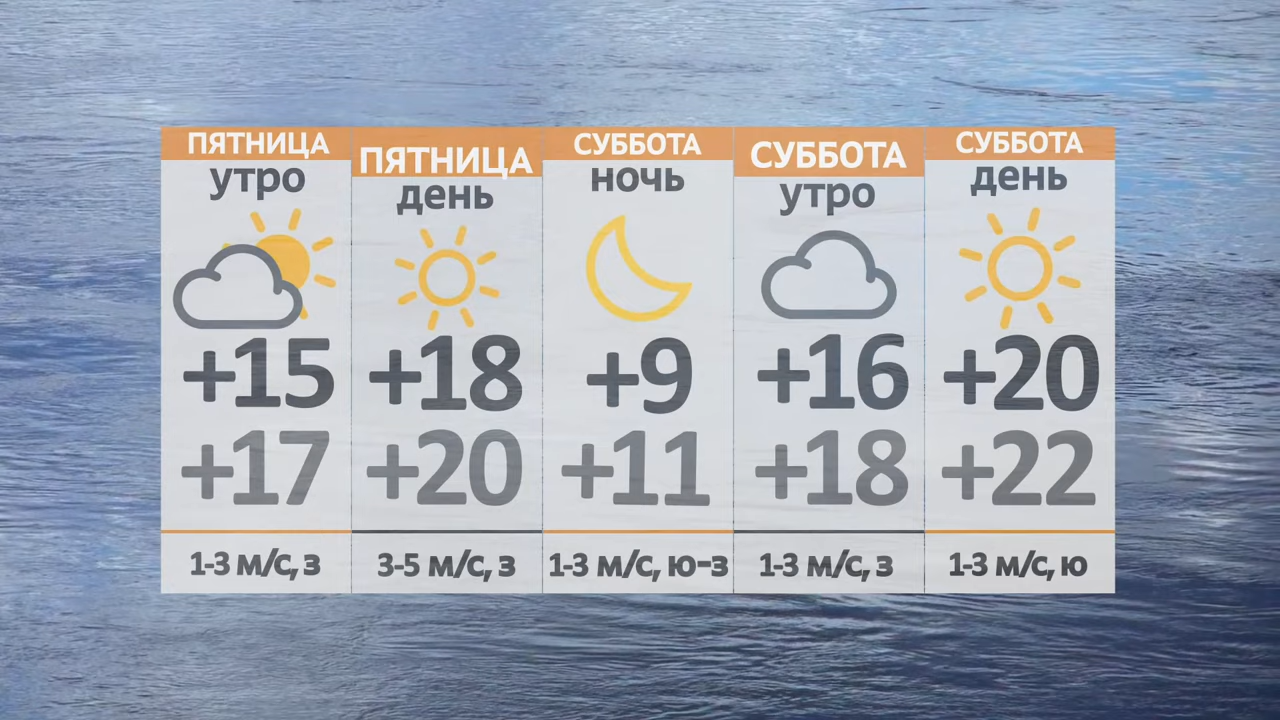 ПЯТНИЦА
утро
+15
+17
1-3 м/с, з
ПЯТНИЦА
день
+18
+20
3-5 м/с, з
СУББОТА
ночь
+9
+11
1-3 м/с, ю-з
СУББОТА
утро
+16
+18
1-3 м/с, з
СУББОТА
день
+20
+22
1-3 м/с, ю